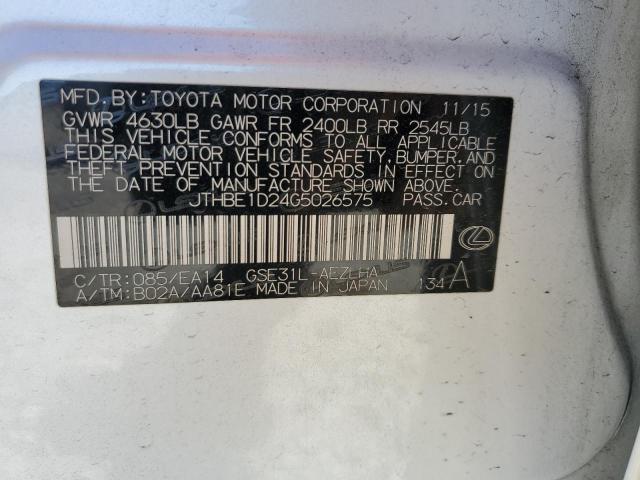 MFD. BY: TOYOTA MOTOR CORPORATION 11/15
GVWR 4630LB GAWR FR 2400LB RR 2545LB
THIS VEHICLE CONFORMS TO ALL APPLICABLE
FEDERAL MOTOR VEHICLE SAFETY, BUMPER, AND
THEFT PREVENTION STANDARDS IN EFFECT ON
THE DATE OF MANUFACTURE SHOWN ABOVE.
JTHBE1D24G5026575 PASS.CAR
C/TR: 085/EA14 GSE31L-AEZLHA
A/TM: B02A/AA81E MADE IN JAPAN 134 A